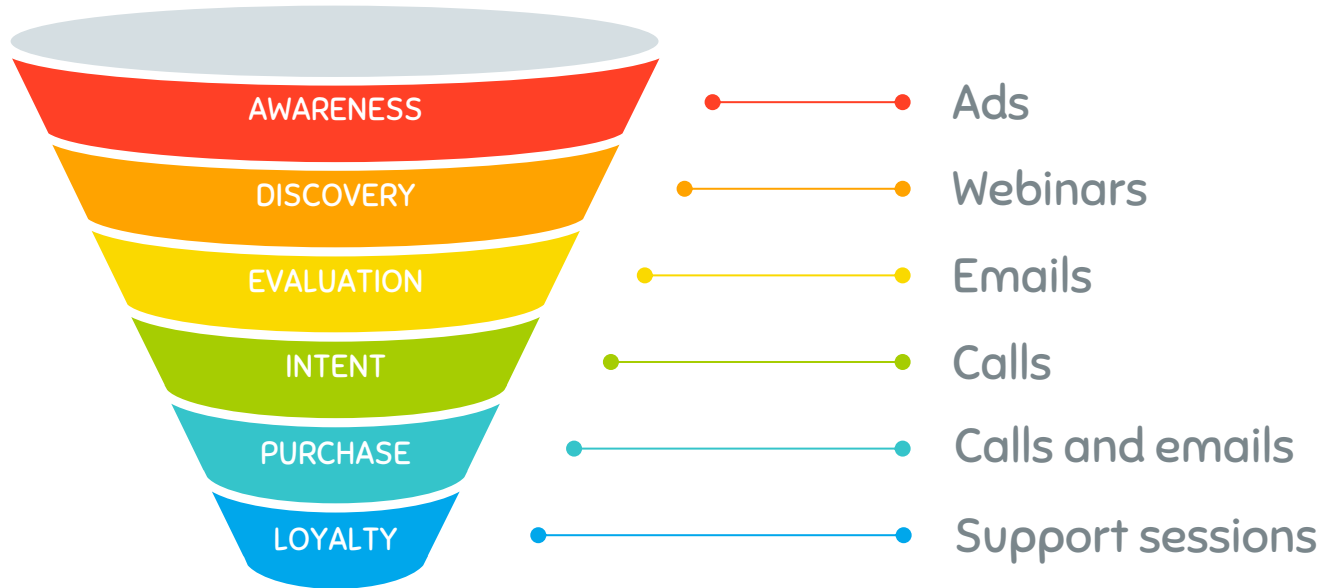 AWARENESS
Ads
DISCOVERY
Webinars
EVALUATION
Emails
INTENT
Calls
PURCHASE
Calls and emails
LOYALTY
Support sessions